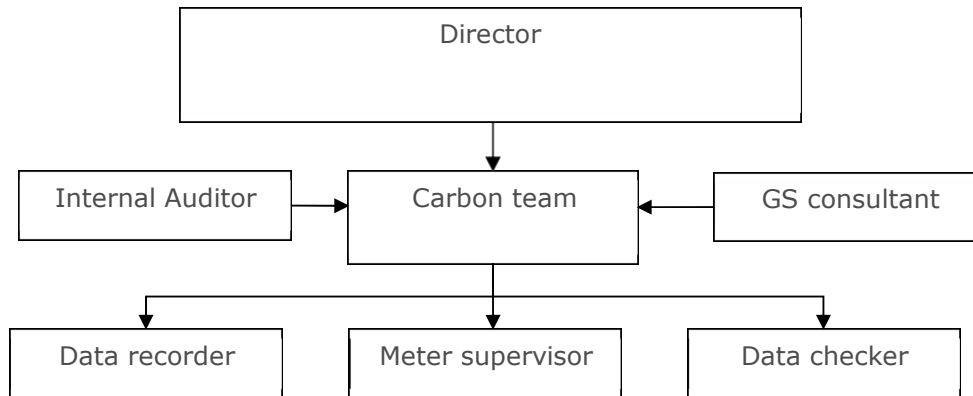 Director
Internal Auditor
Carbon team
GS consultant
Data recorder
Meter supervisor
Data checker